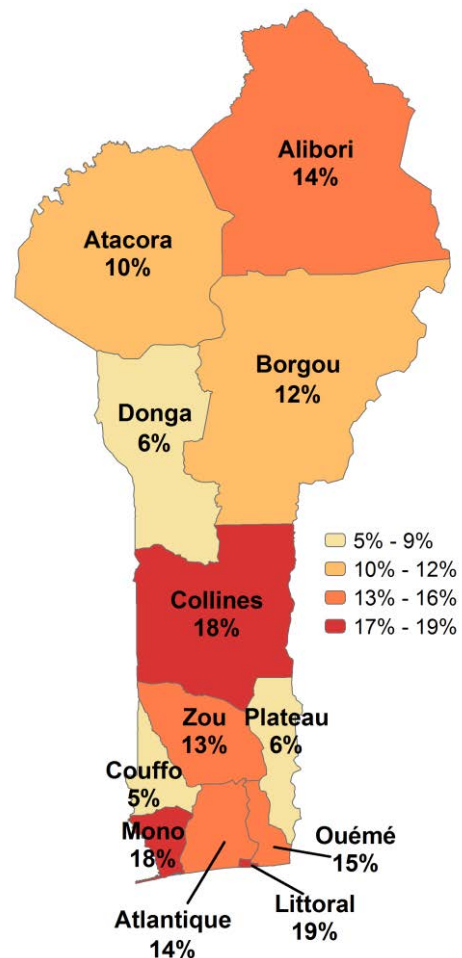 Alibori
14%
Atacora
10%
Borgou
12%
Donga
6%
5% - 9%
10% - 12%
13% - 16%
17% - 19%
Collines
18%
Zou
13%
Plateau
6%
Couffo
5%
Mono
18%
Ouémé
15%
Atlantique
14%
Littoral
19%